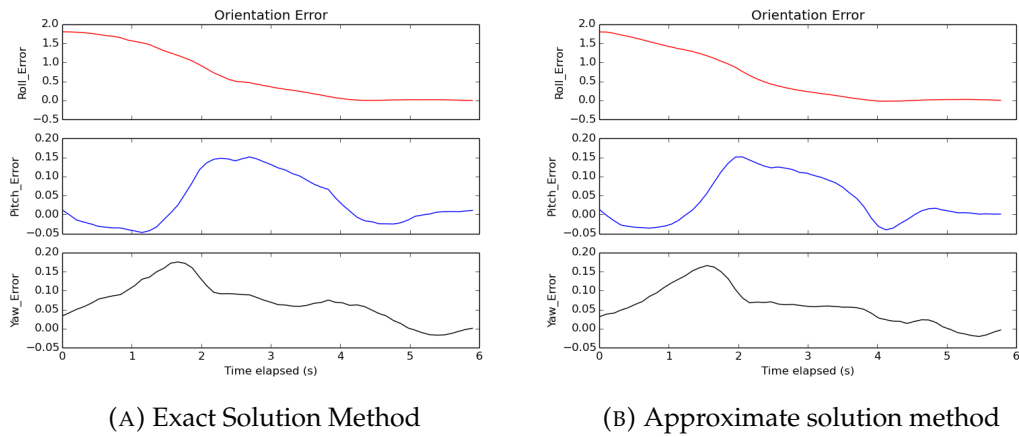 Orientation Error
2.0
1.5
1.0
0.5
0.0
−0.5
Roll_Error
0.20
0.15
0.10
0.05
0.00
−0.05
Pitch_Error
0.20
0.15
0.10
0.05
0.00
−0.05
Yaw_Error
0 1 2 3 4 5 6
Time elapsed (s)
(A) Exact Solution Method
Orientation Error
2.0
1.5
1.0
0.5
0.0
−0.5
Roll_Error
0.20
0.15
0.10
0.05
0.00
−0.05
Pitch_Error
0.20
0.15
0.10
0.05
0.00
−0.05
Yaw_Error
0 1 2 3 4 5 6
Time elapsed (s)
(B) Approximate solution method